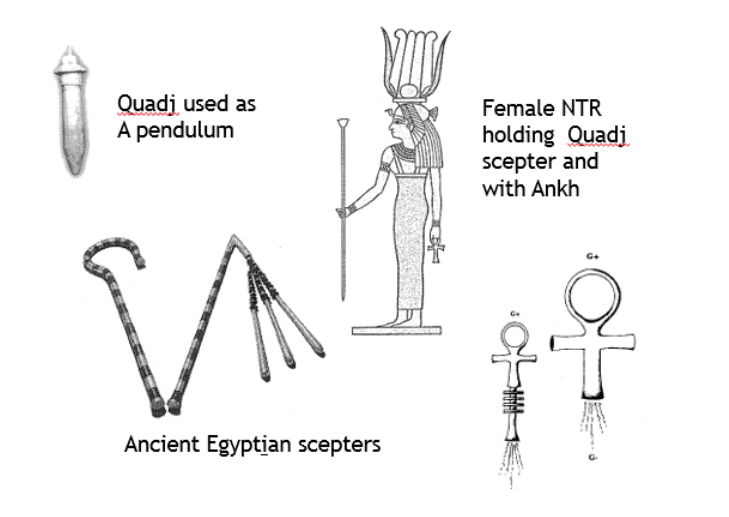 Quadj used as
A pendulum
Female NTR
holding Quadj
scepter and
with Ankh
G+
G+
G-
Ancient Egyptian scepters